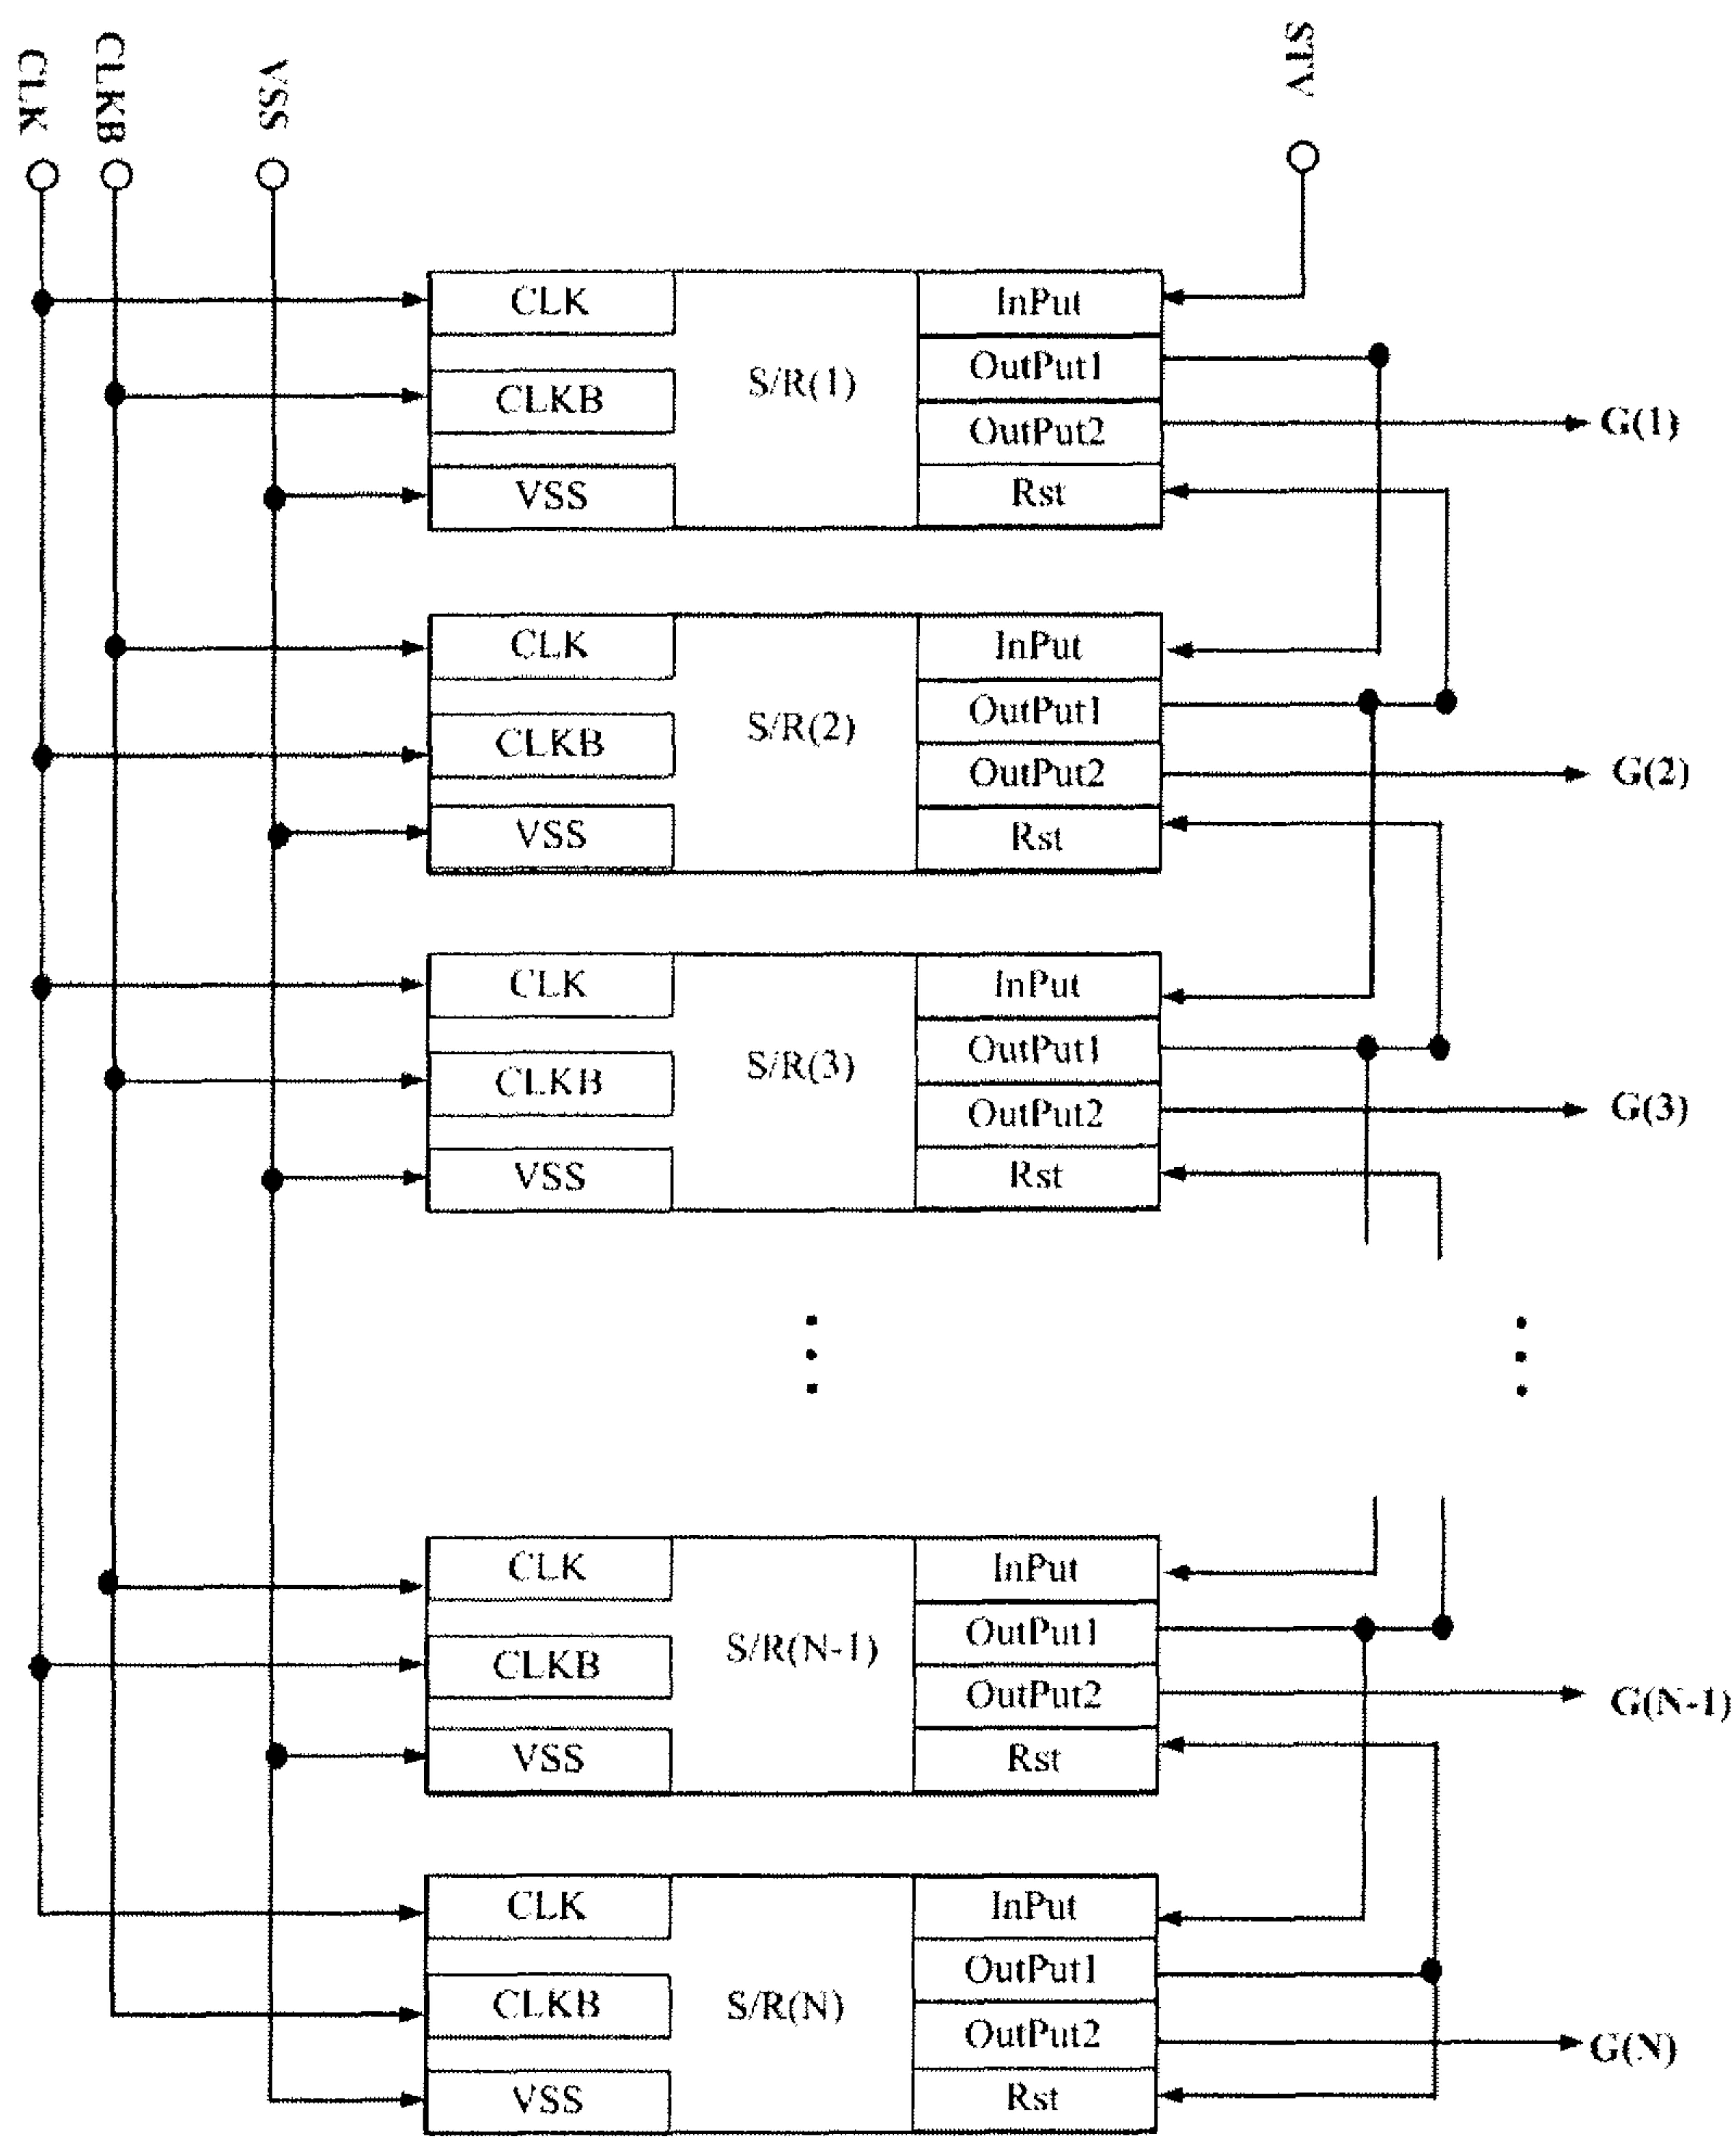 CLK
CLKB
VSS
STV
CLK
CLKB
VSS
S/R(1)
InPut
OutPut1
OutPut2
Rst
G(1)
CLK
CLKB
VSS
S/R(2)
InPut
OutPut1
OutPut2
Rst
G(2)
CLK
CLKB
VSS
S/R(3)
InPut
OutPut1
OutPut2
Rst
G(3)
CLK
CLKB
VSS
S/R(N-1)
InPut
OutPut1
OutPut2
Rst
G(N-1)
CLK
CLKB
VSS
S/R(N)
InPut
OutPut1
OutPut2
Rst
G(N)